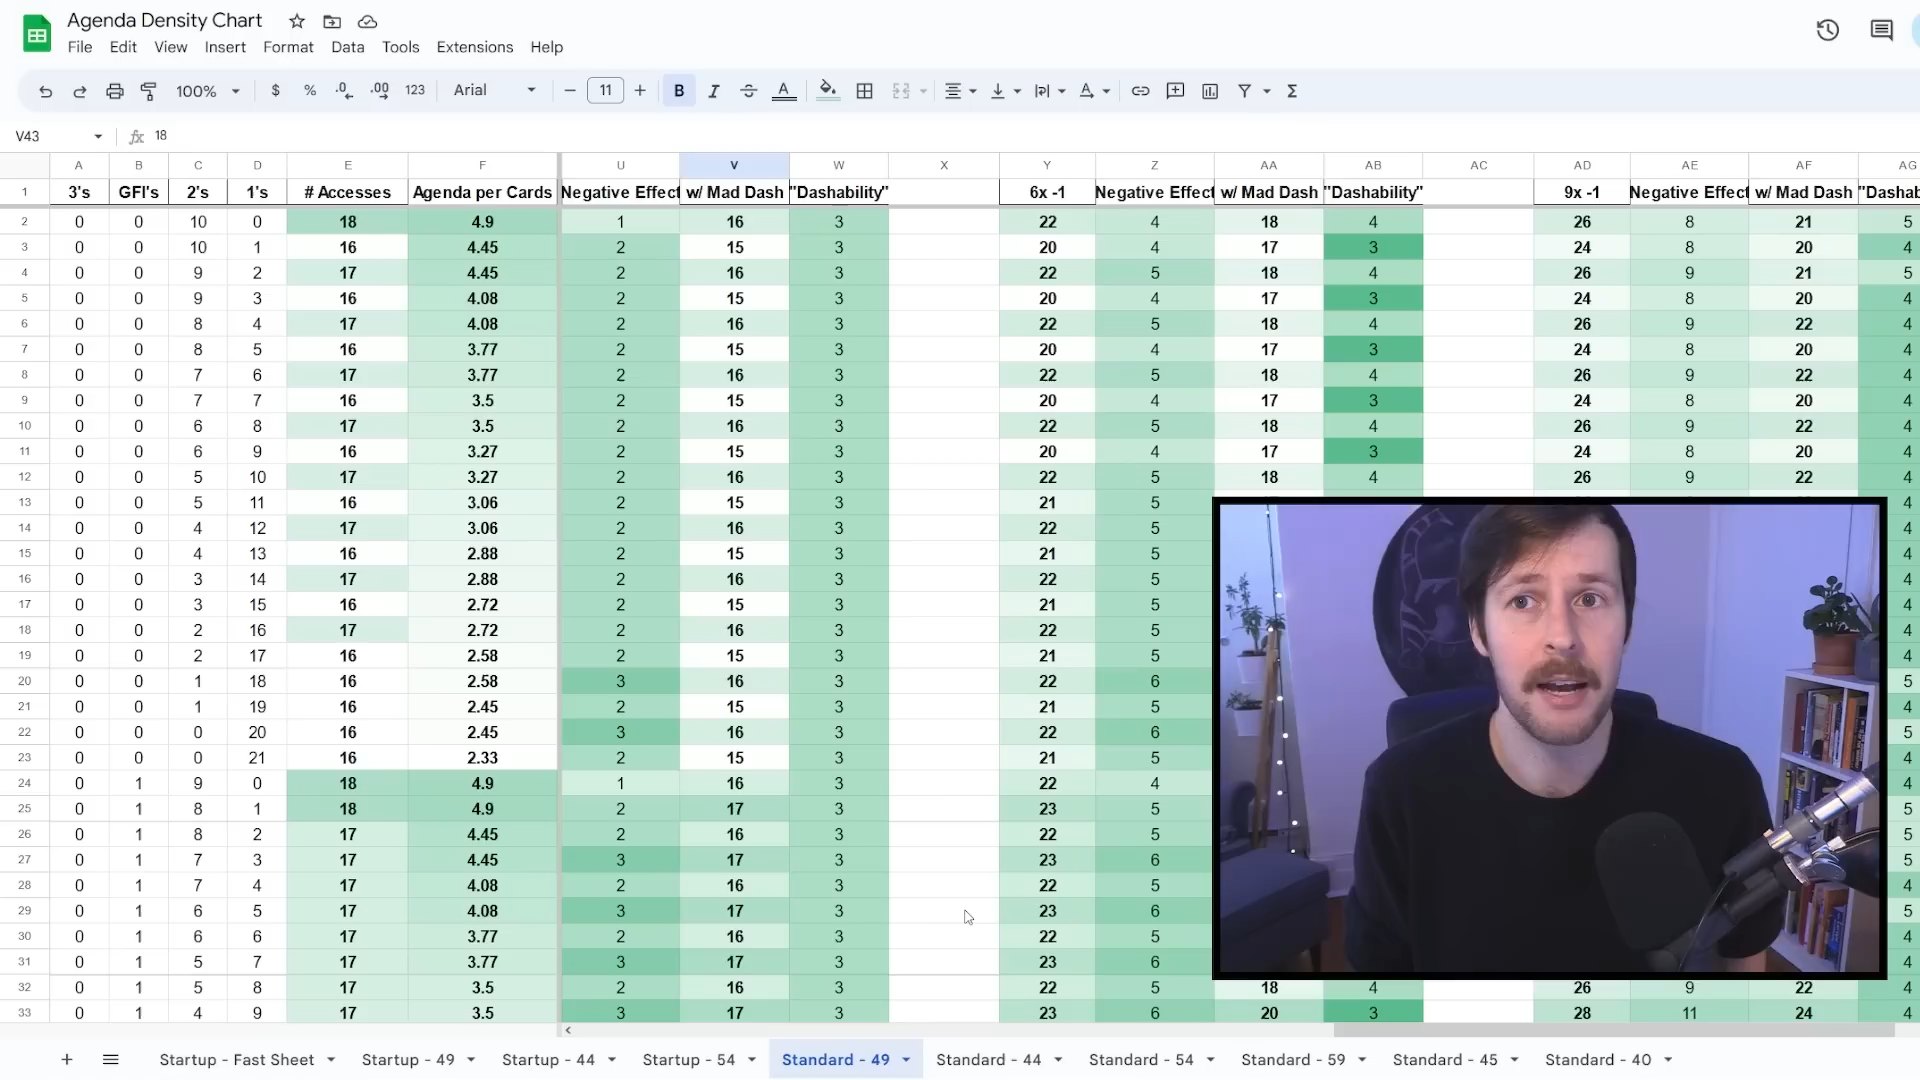 Agenda Density Chart
File Edit View Insert Format Data Tools Extensions Help
100% $ % .0 .00 123 Arial 11 B I A Σ
V43 fx 18
A B C D E F U V W X Y Z AA AB AC AD AE AF AG
1 3's GFI's 2's 1's # Accesses Agenda per Cards Negative Effect w/ Mad Dash "Dashability" 6x -1 Negative Effect w/ Mad Dash "Dashability" 9x -1 Negative Effect w/ Mad Dash "Dashab
2 0 0 10 0 18 4.9 1 16 3 22 4 18 4 26 8 21 5
3 0 0 10 1 16 4.45 2 15 3 20 4 17 3 24 8 20 4
4 0 0 9 2 17 4.45 2 16 3 22 5 18 4 26 9 21 5
5 0 0 9 3 16 4.08 2 15 3 20 4 17 3 24 8 20 4
6 0 0 8 4 17 4.08 2 16 3 22 5 18 4 26 9 22 4
7 0 0 8 5 16 3.77 2 15 3 20 4 17 3 24 8 20 4
8 0 0 7 6 17 3.77 2 16 3 22 5 18 4 26 9 22 4
9 0 0 7 7 16 3.5 2 15 3 20 4 17 3 24 8 20 4
10 0 0 6 8 17 3.5 2 16 3 22 5 18 4 26 9 22 4
11 0 0 6 9 16 3.27 2 15 3 20 4 17 3 24 8 20 4
12 0 0 5 10 17 3.27 2 16 3 22 5 18 4 26 9 22 4
13 0 0 5 11 16 3.06 2 15 3 21 5 4
14 0 0 4 12 17 3.06 2 16 3 22 5 4
15 0 0 4 13 16 2.88 2 15 3 21 5 4
16 0 0 3 14 17 2.88 2 16 3 22 5 4
17 0 0 3 15 16 2.72 2 15 3 21 5 4
18 0 0 2 16 17 2.72 2 16 3 22 5 4
19 0 0 2 17 16 2.58 2 15 3 21 5 4
20 0 0 1 18 16 2.58 3 16 3 22 6 5
21 0 0 1 19 16 2.45 2 15 3 21 5 4
22 0 0 0 20 16 2.45 3 16 3 22 6 5
23 0 0 0 21 16 2.33 2 15 3 21 5 4
24 0 1 9 0 18 4.9 1 16 3 22 4 4
25 0 1 8 1 18 4.9 2 17 3 23 5 5
26 0 1 8 2 17 4.45 2 16 3 22 5 5
27 0 1 7 3 17 4.45 3 17 3 23 6 5
28 0 1 7 4 17 4.08 2 16 3 22 5 4
29 0 1 6 5 17 4.08 3 17 3 23 6 5
30 0 1 6 6 17 3.77 2 16 3 22 5 4
31 0 1 5 7 17 3.77 3 17 3 23 6 4
32 0 1 5 8 17 3.5 2 16 3 22 5 18 4 26 9 22 4
33 0 1 4 9 17 3.5 3 17 3 23 6 20 3 28 11 24 4
Startup - Fast Sheet Startup - 49 Startup - 44 Startup - 54 Standard - 49 Standard - 44 Standard - 54 Standard - 59 Standard - 45 Standard - 40